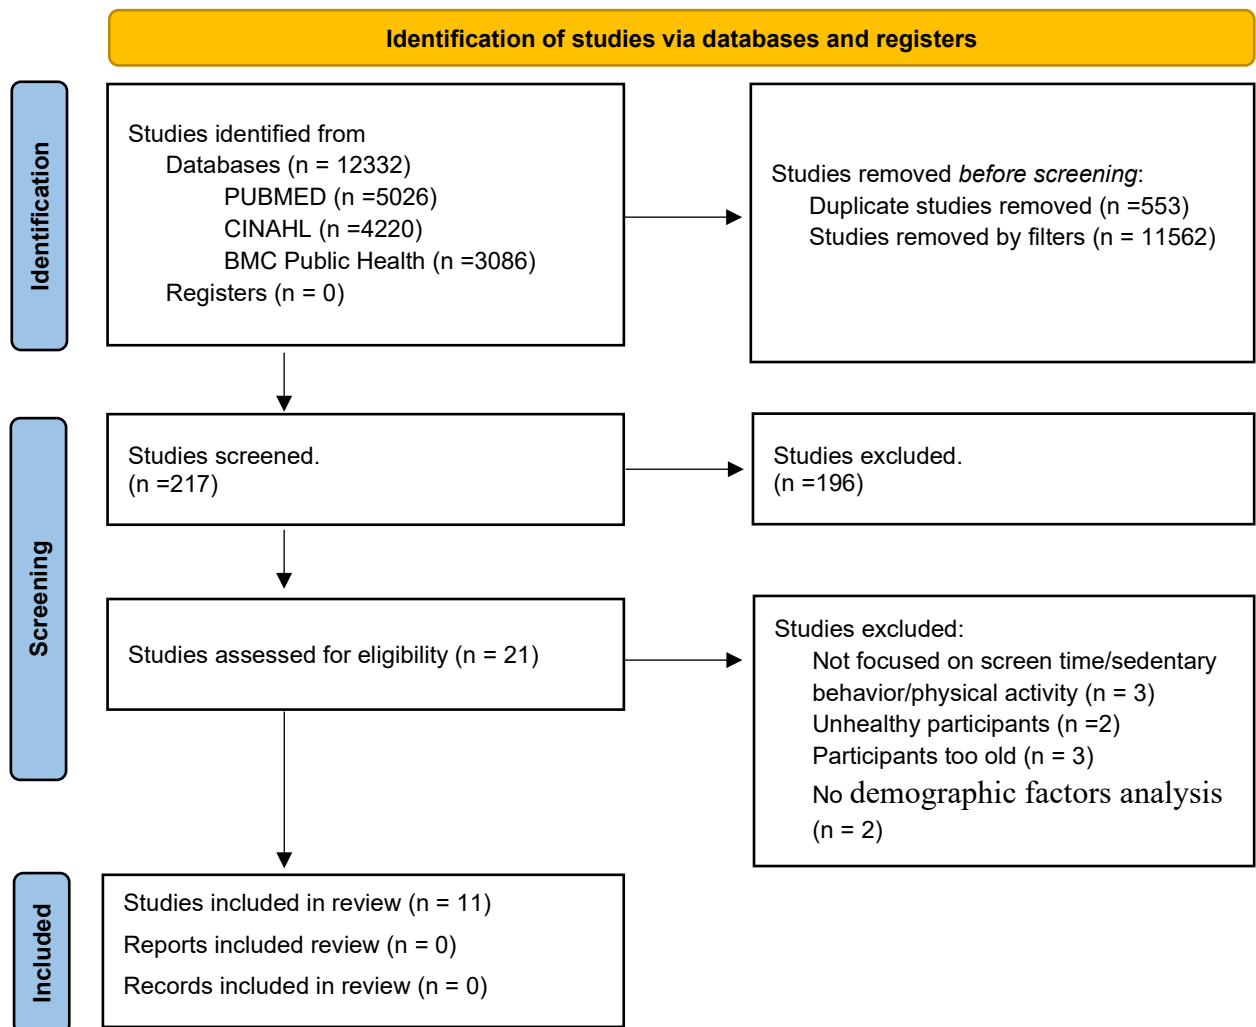 Identification of studies via databases and registers
Identification
Studies identified from
Databases (n = 12332)
PUBMED (n =5026)
CINAHL (n =4220)
BMC Public Health (n =3086)
Registers (n = 0)
Studies removed before screening:
Duplicate studies removed (n =553)
Studies removed by filters (n = 11562)
Screening
Studies screened.
(n =217)
Studies excluded.
(n =196)
Studies assessed for eligibility (n = 21)
Studies excluded:
Not focused on screen time/sedentary
behavior/physical activity (n = 3)
Unhealthy participants (n =2)
Participants too old (n = 3)
No demographic factors analysis
(n = 2)
Included
Studies included in review (n = 11)
Reports included review (n = 0)
Records included in review (n = 0)